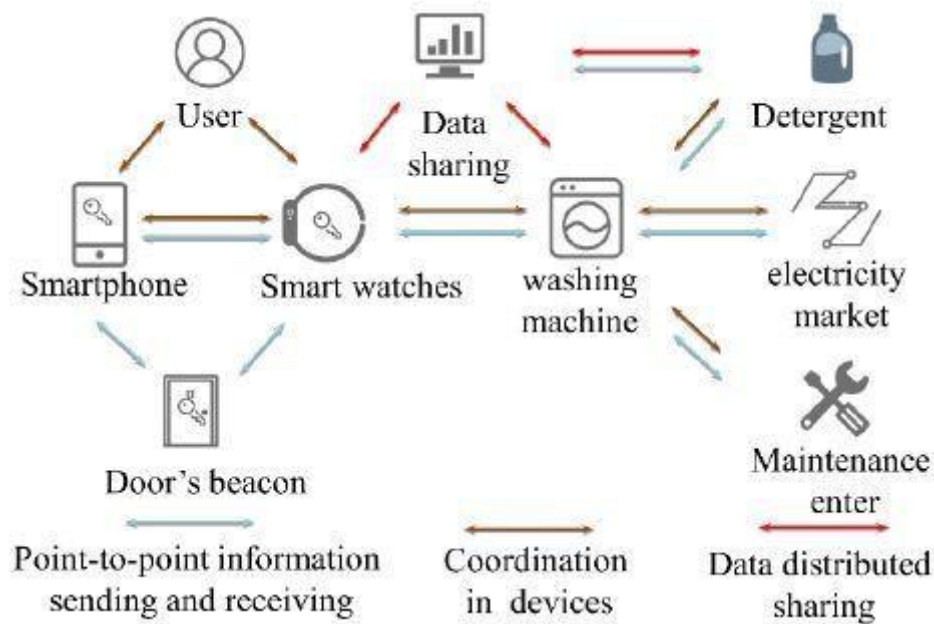 User
Data
sharing
Detergent
Smartphone
Smart watches
washing
machine
electricity
market
Door's beacon
Maintenance
enter
Point-to-point information
sending and receiving
Coordination
in devices
Data distributed
sharing